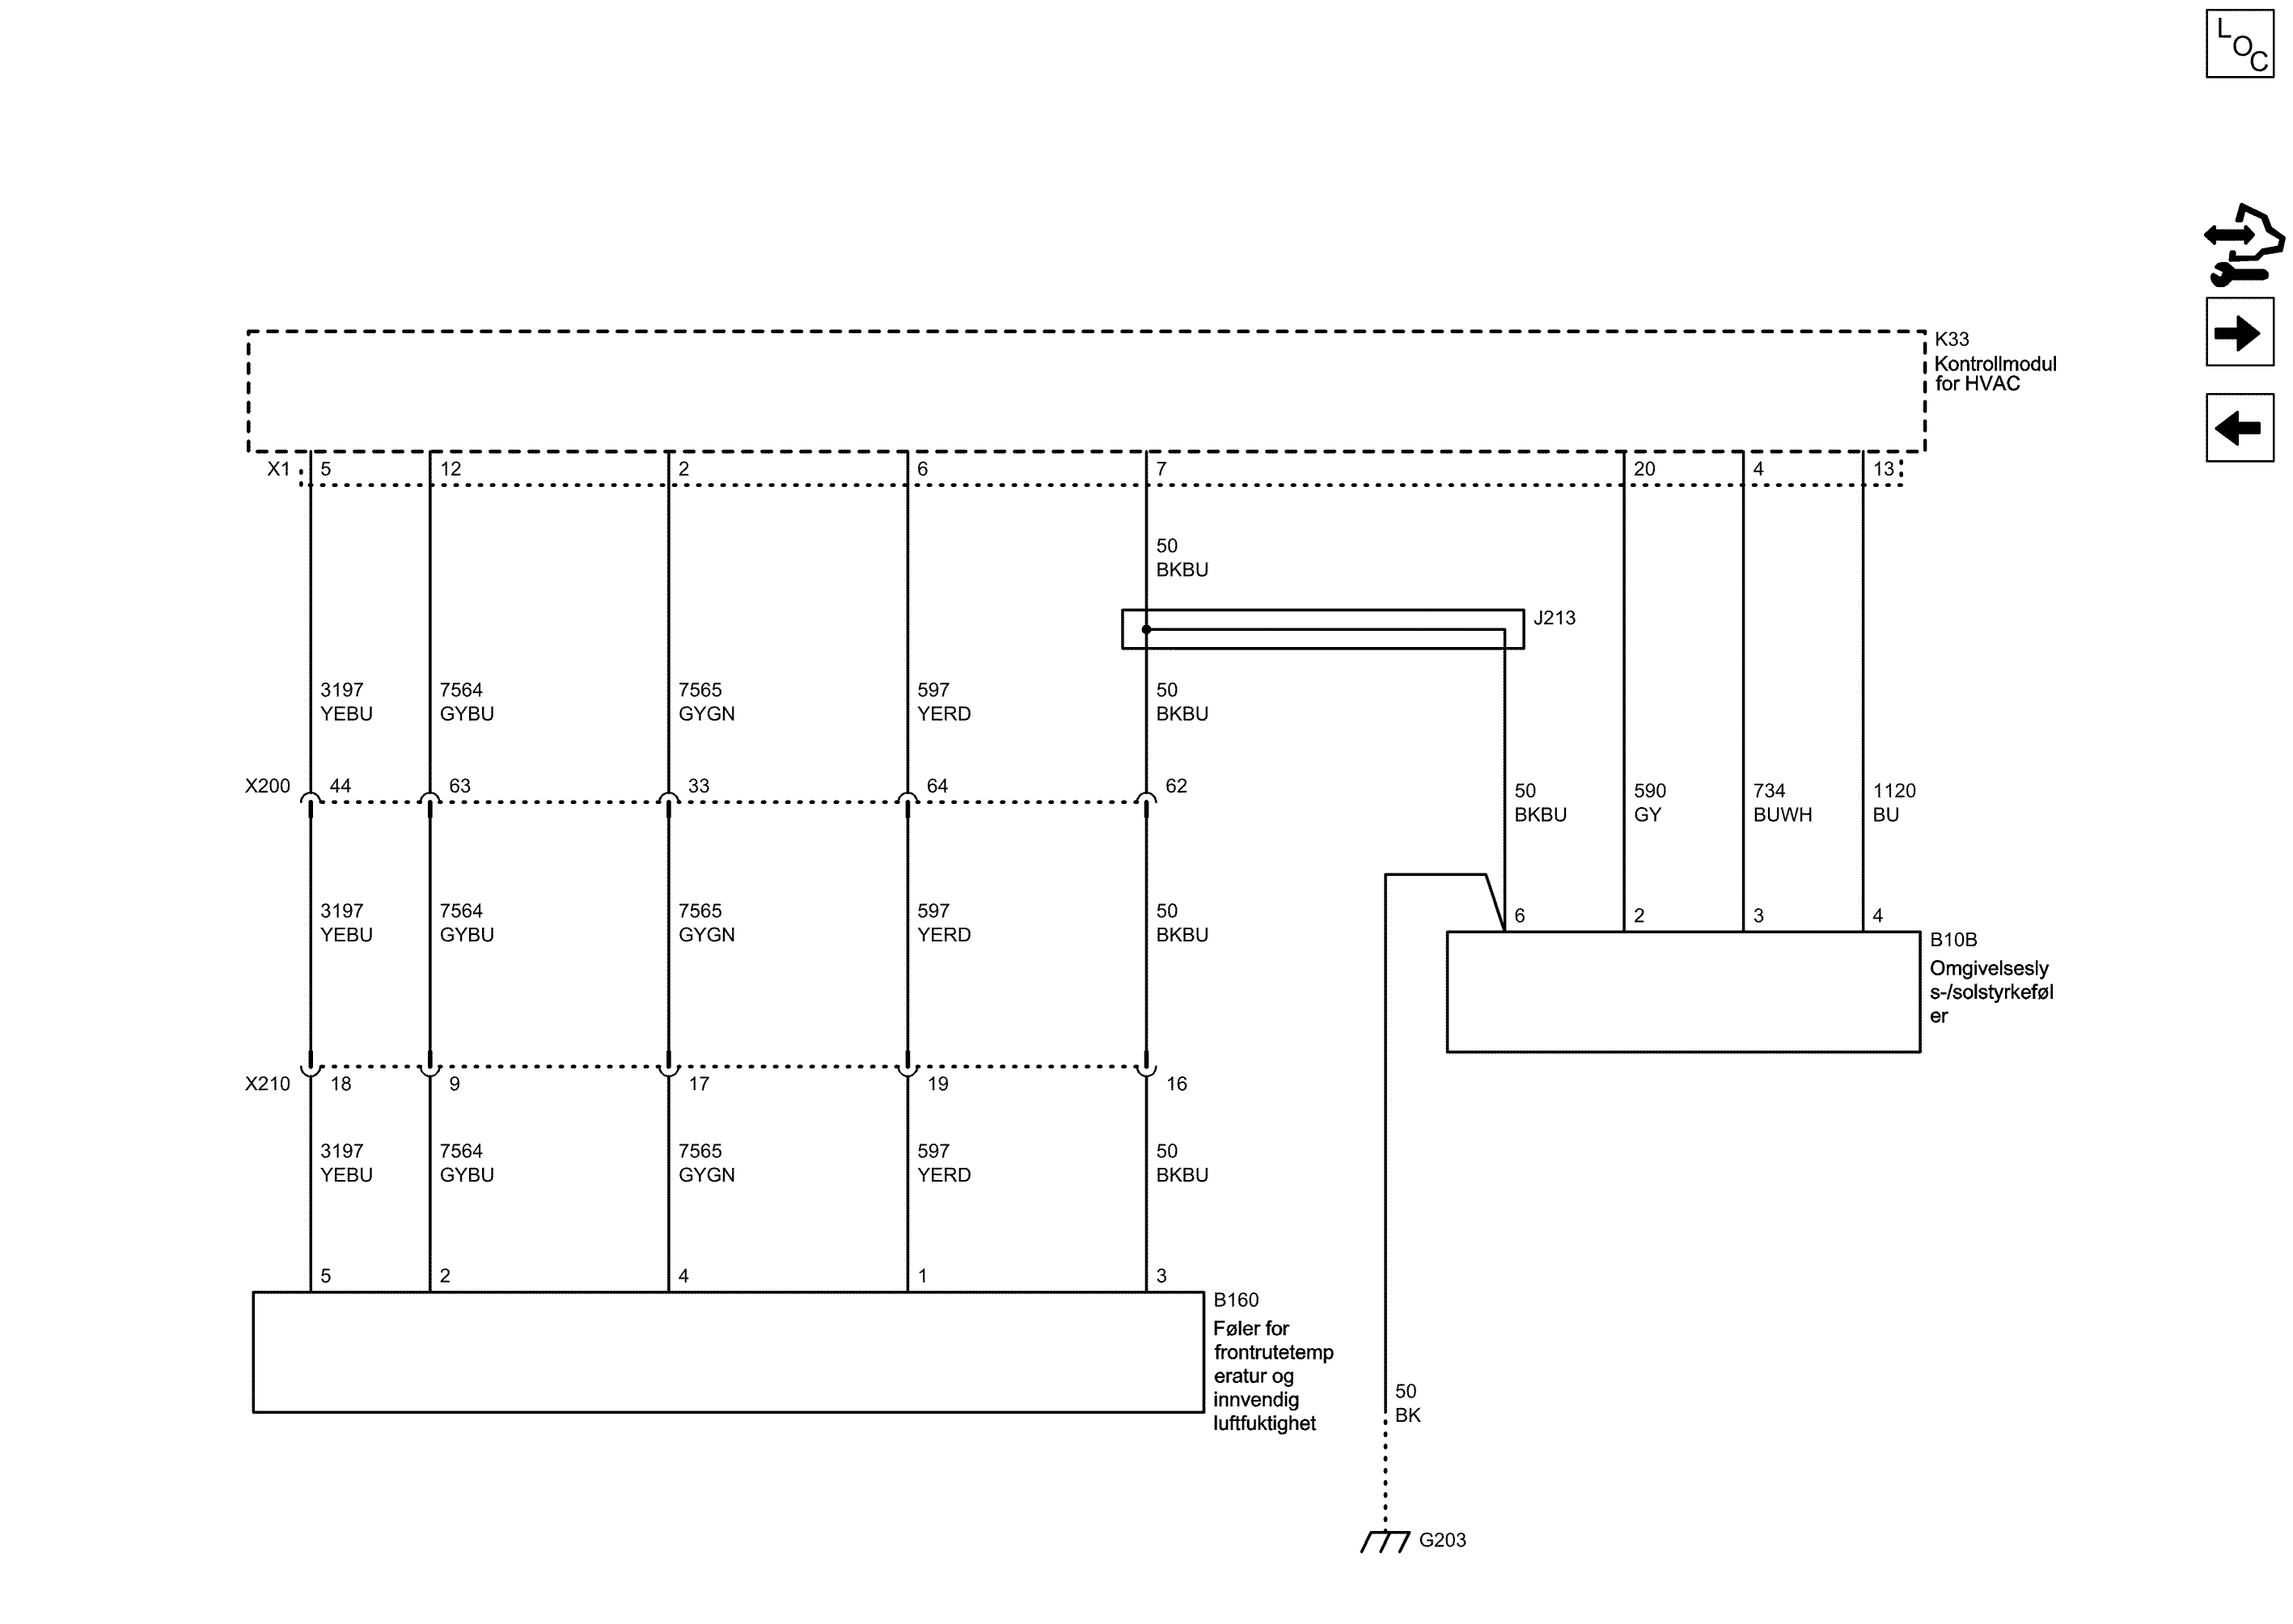 LOC
K33
Kontrollmodul
for HVAC
X1 5 12 2 6 7 20 4 13
50
BKBU
J213
3197 7564 7565 597 50
YEBU GYBU GYGN YERD BKBU
X200 44 63 33 64 62
50 590 734 1120
BKBU GY BUWH BU
3197 7564 7565 597 50
YEBU GYBU GYGN YERD BKBU
6 2 3 4
B10B
Omgivelsesly
s-/solstyrkeføl
er
X210 18 9 17 19 16
3197 7564 7565 597 50
YEBU GYBU GYGN YERD BKBU
5 2 4 1 3
B160
Føler for
frontrutetemp
eratur og
innvendig
luftfuktighet
50
BK
G203